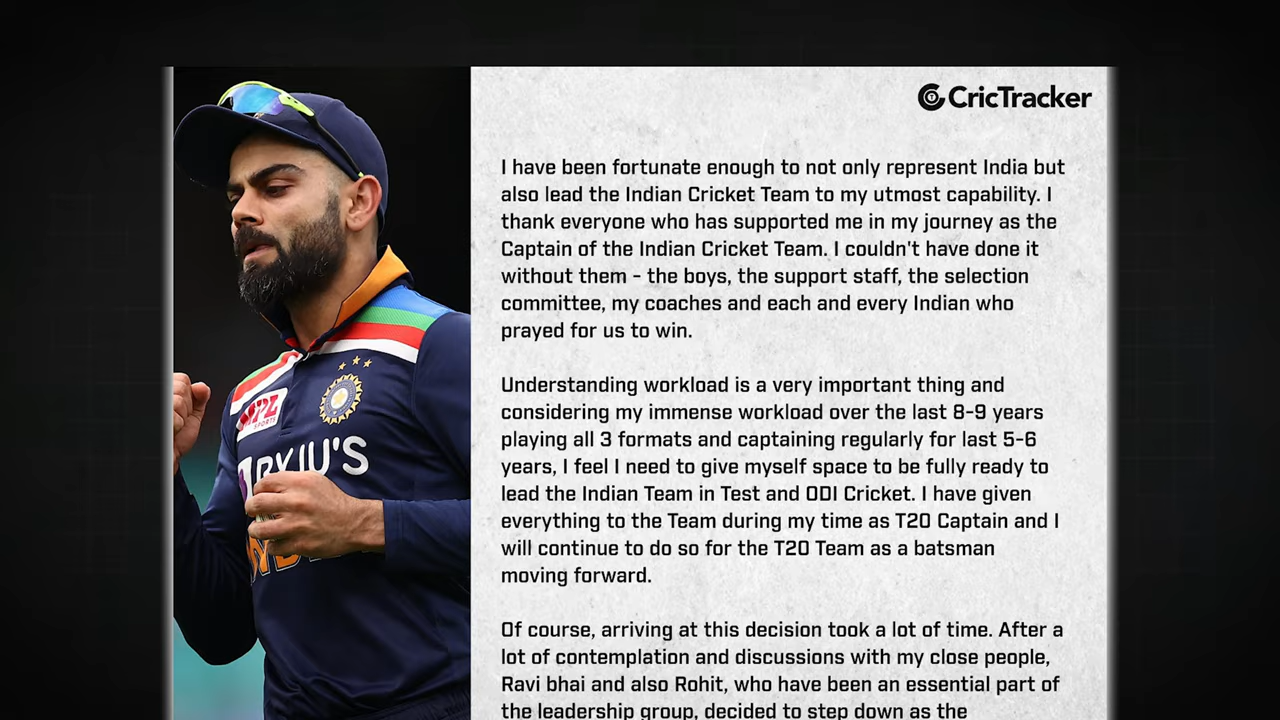 CricTracker
I have been fortunate enough to not only represent India but
also lead the Indian Cricket Team to my utmost capability. I
thank everyone who has supported me in my journey as the
Captain of the Indian Cricket Team. I couldn't have done it
without them - the boys, the support staff, the selection
committee, my coaches and each and every Indian who
prayed for us to win.
Understanding workload is a very important thing and
considering my immense workload over the last 8-9 years
playing all 3 formats and captaining regularly for last 5-6
years, I feel I need to give myself space to be fully ready to
lead the Indian Team in Test and ODI Cricket. I have given
everything to the Team during my time as T20 Captain and I
will continue to do so for the T20 Team as a batsman
moving forward.
Of course, arriving at this decision took a lot of time. After a
lot of contemplation and discussions with my close people,
Ravi bhai and also Rohit, who have been an essential part of
the leadership group, decided to step down as the
MPL
SPORTS
BYJU'S